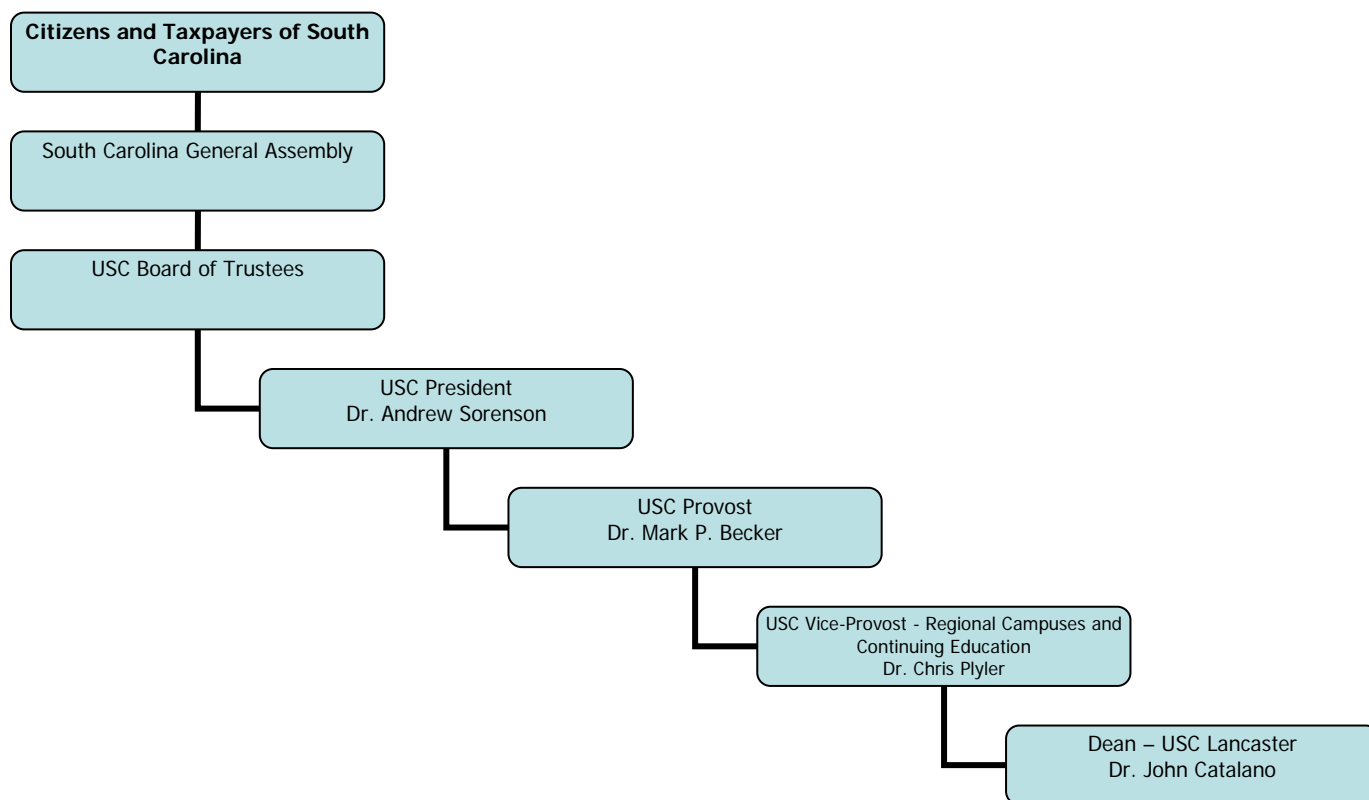 Citizens and Taxpayers of South
Carolina
South Carolina General Assembly
USC Board of Trustees
USC President
Dr. Andrew Sorenson
USC Provost
Dr. Mark P. Becker
USC Vice-Provost - Regional Campuses and
Continuing Education
Dr. Chris Plyler
Dean – USC Lancaster
Dr. John Catalano